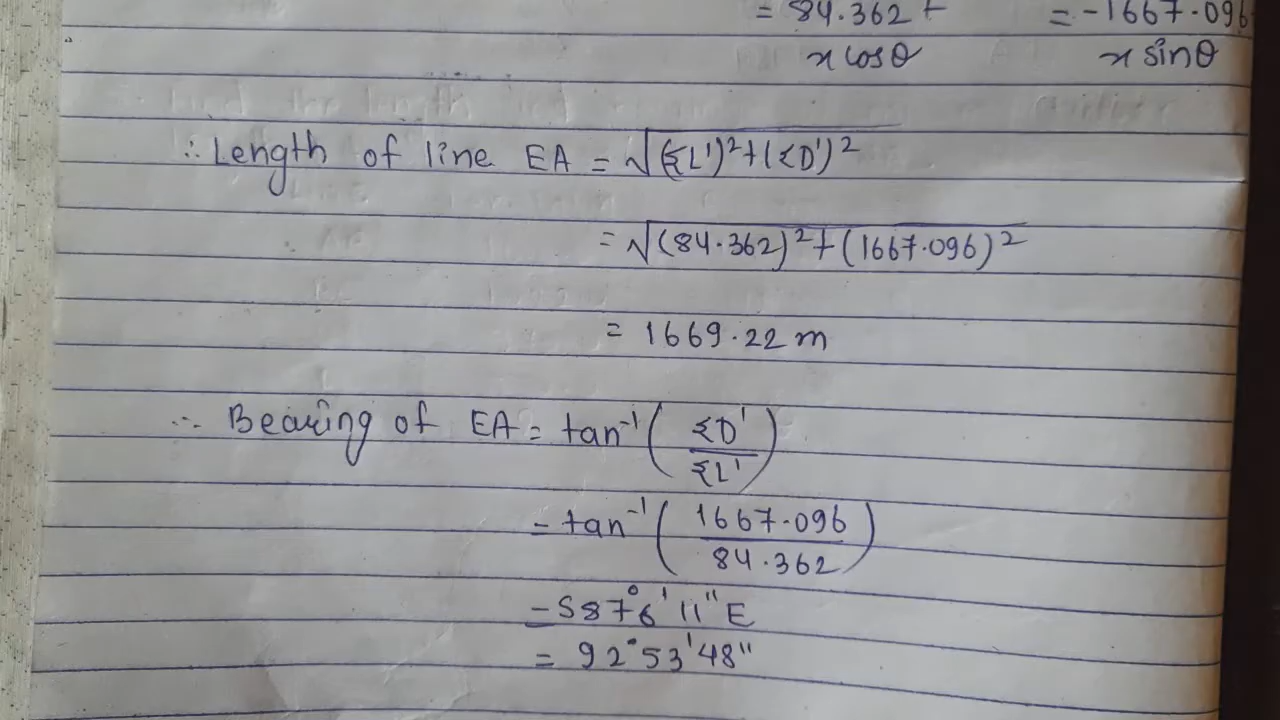 = 84.362 + = -1667.096
x cosθ x sinθ
∴ Length of line EA = √(ΣL')² + (ΣD')²
= √(84.362)² + (1667.096)²
= 1669.22 m
∴ Bearing of EA = tan⁻¹ (ΣD' / ΣL')
= tan⁻¹ (1667.096 / 84.362)
= S87°6'11"E
= 92°53'48"